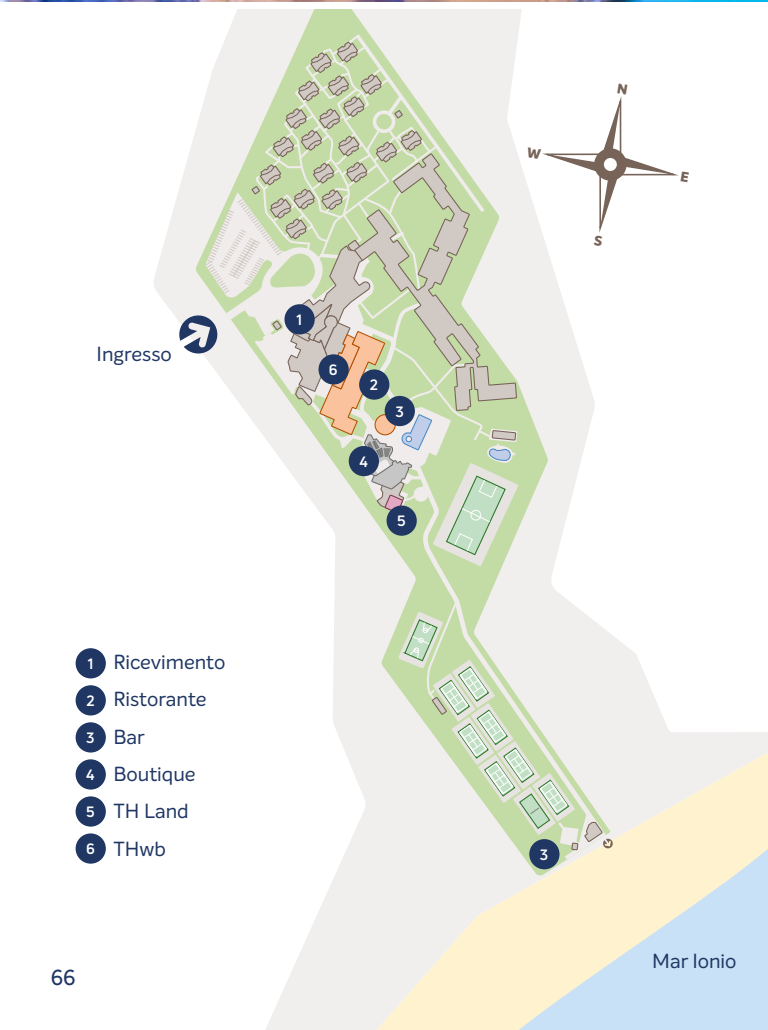 N
W
E
S
1
Ingresso
6
2
3
4
5
1 Ricevimento
2 Ristorante
3 Bar
4 Boutique
5 TH Land
6 THwb
3
Mar Ionio
66